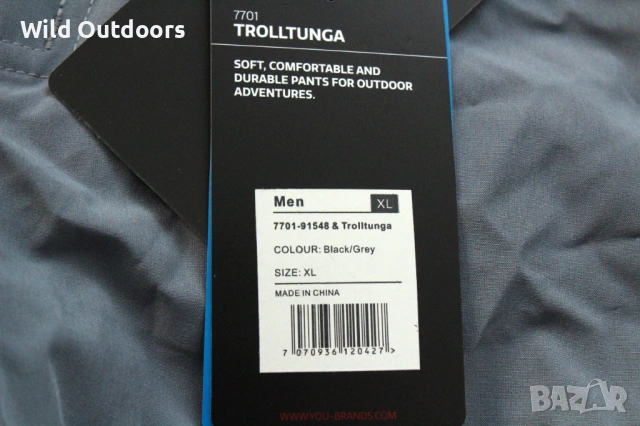 Wild Outdoors
7701
TROLLTUNGA
SOFT, COMFORTABLE AND
DURABLE PANTS FOR OUTDOOR
ADVENTURES.
Men XL
7701-91548 & Trolltunga
COLOUR: Black/Grey
SIZE: XL
MADE IN CHINA
7 070936 120427>
WWW.YOU-BRANDS.COM
BAZAR